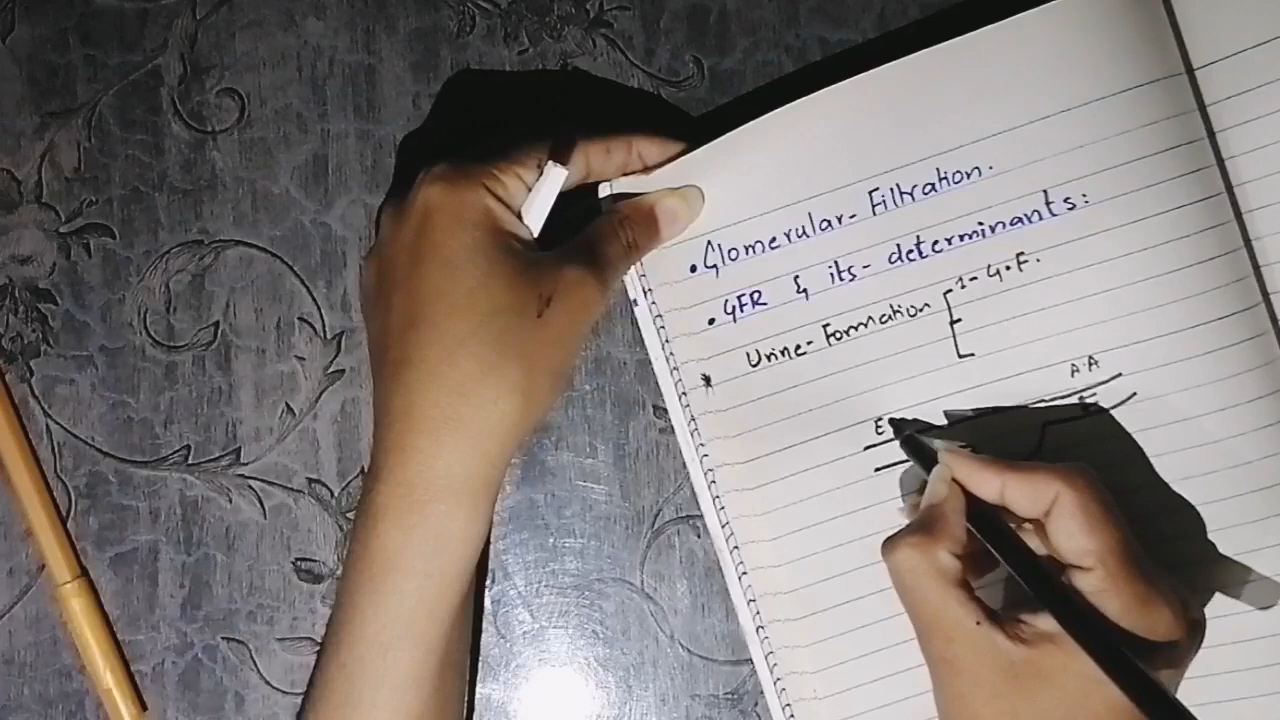 • Glomerular-Filtration.
• GFR & its-determinants:
* Urine-Formation [ 1- G.F.
A.A
E